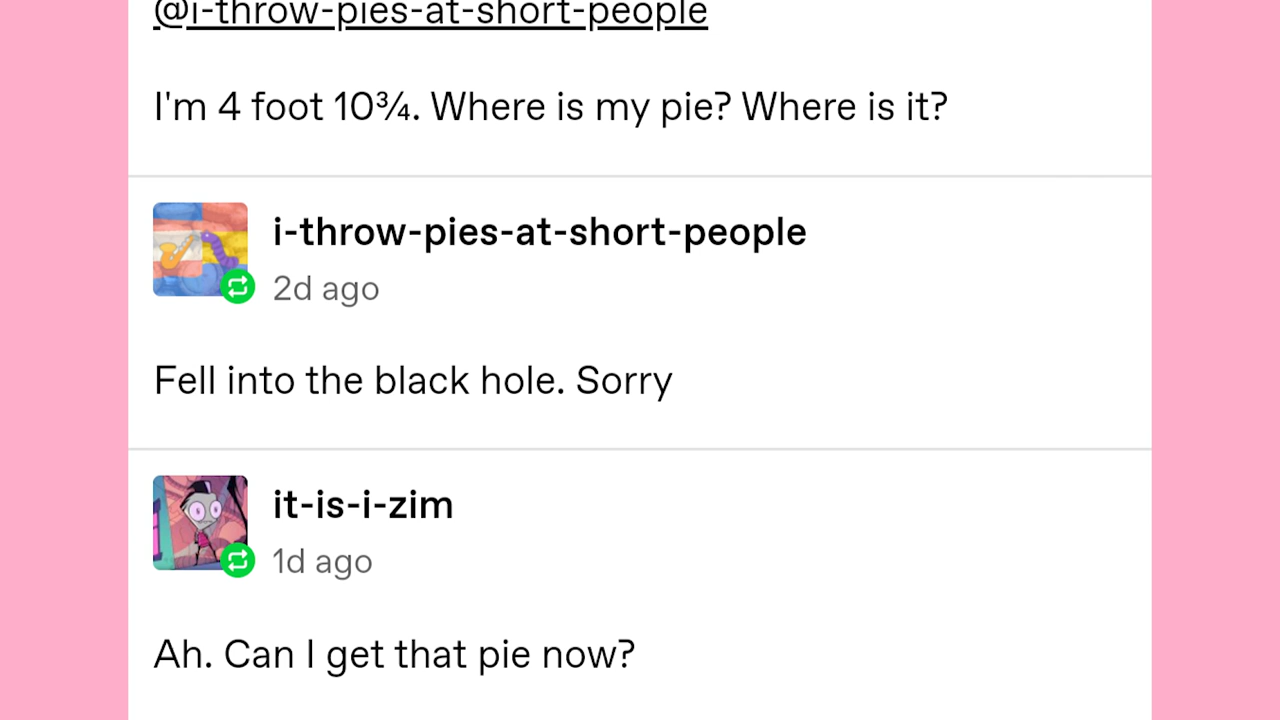 @i-throw-pies-at-short-people
I'm 4 foot 10¾. Where is my pie? Where is it?
i-throw-pies-at-short-people
2d ago
Fell into the black hole. Sorry
it-is-i-zim
1d ago
Ah. Can I get that pie now?